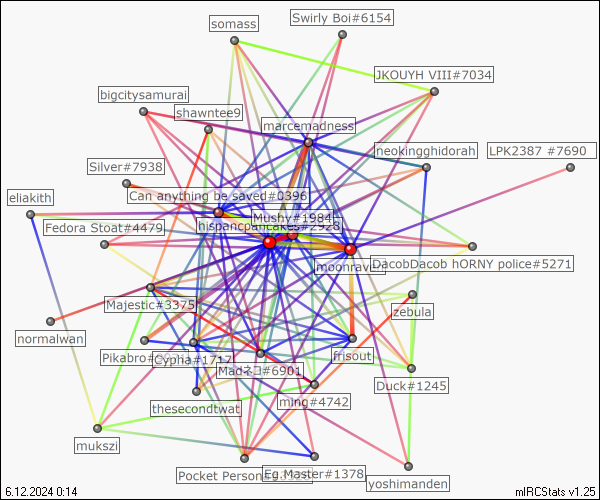 somass
Swirly Boi#6154
JKOUYH VIII#7034
bigcitysamurai
shawntee9
marcemadness
neokingghidorah
LPK2387 #7690
Silver#7938
Can anything be saved#0396
eliakith
Mushy#1984
Fedora Stoat#4479
hispancpancakes#2928
moonrave
DacobDacob hORNY police#5271
Majestic#3375
zebula
normalwan
Pikabro
Cypha#1717
frisout
Madネコ#6901
Duck#1245
thesecondtwat
ming#4742
mukszi
Pocket Person
Eg.Master#1378
yoshimanden
6.12.2024 0:14
mIRCStats v1.25